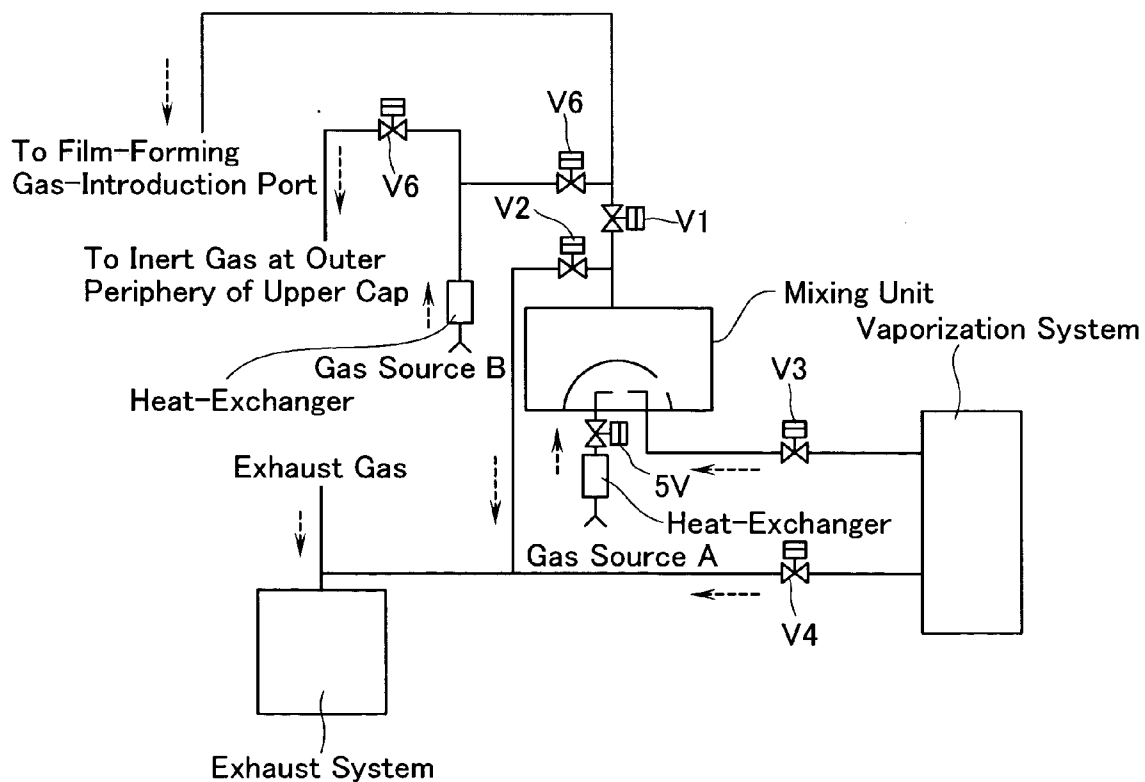 V6
V6
To Film-Forming
Gas-Introduction Port
V2
V1
To Inert Gas at Outer
Periphery of Upper Cap
Mixing Unit
Vaporization System
Gas Source B
Heat-Exchanger
V3
Exhaust Gas
5V
Heat-Exchanger
Gas Source A
V4
Exhaust System